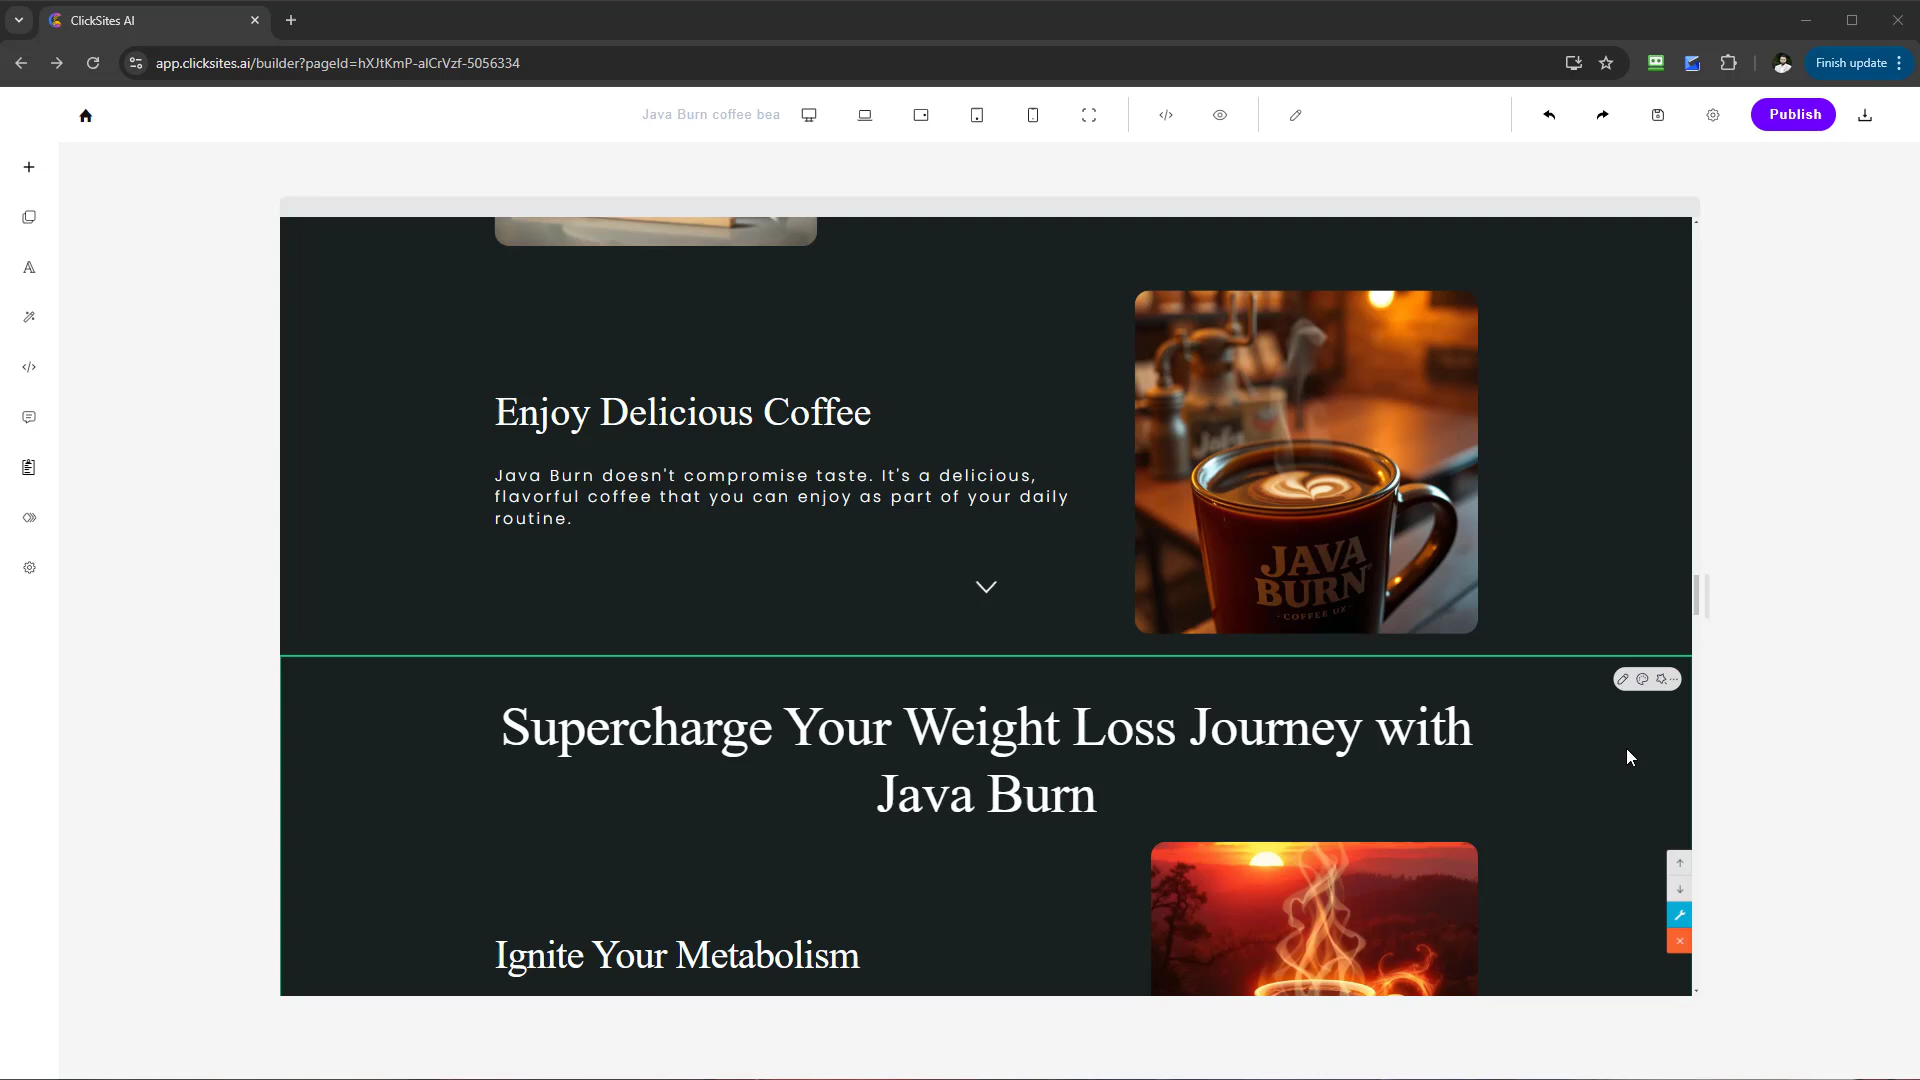 ClickSites AI
app.clicksites.ai/builder?pageId=hXJtKmP-alCrVzf-5056334
Finish update
Java Burn coffee bea
Publish
Enjoy Delicious Coffee
Java Burn doesn't compromise taste. It's a delicious,
flavorful coffee that you can enjoy as part of your daily
routine.
JAVA
BURN
Supercharge Your Weight Loss Journey with
Java Burn
Ignite Your Metabolism